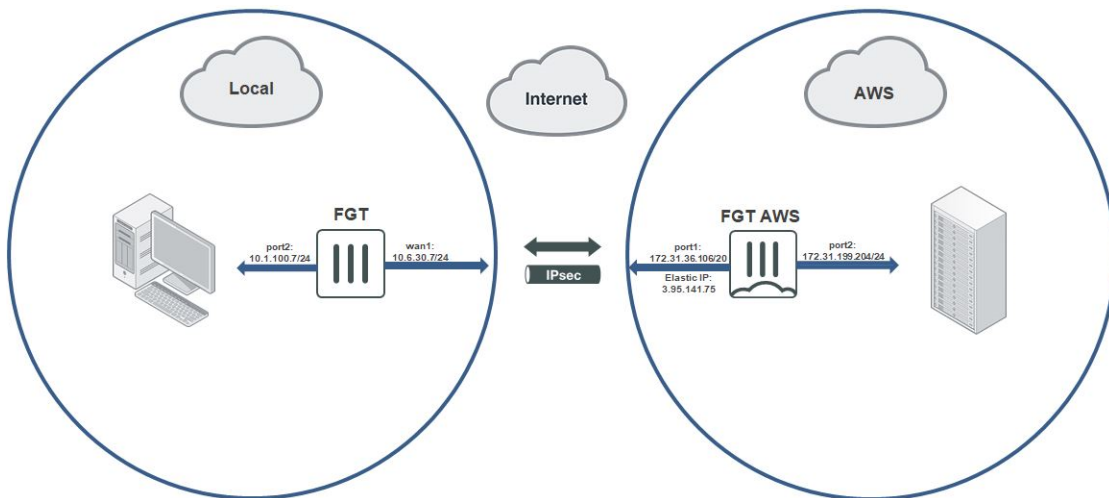 Local
Internet
AWS
FGT
port2:
10.1.100.7/24
wan1:
10.6.30.7/24
IPsec
FGT AWS
port1:
172.31.36.106/20
Elastic IP:
3.95.141.75
port2:
172.31.199.204/24